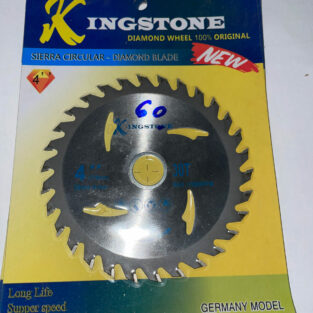 KINGSTONE
DIAMOND WHEEL 100% ORIGINAL
SIERRA CIRCULAR - DIAMOND BLADE
NEW
4"
60
KINGSTONE
4
Long Life
Supper speed
GERMANY MODEL